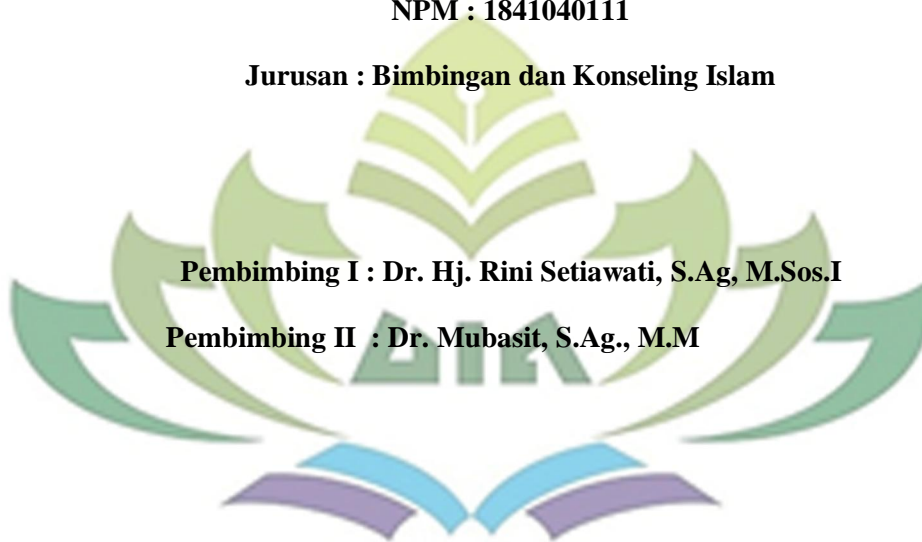 NPM : 1841040111
Jurusan : Bimbingan dan Konseling Islam
Pembimbing I : Dr. Hj. Rini Setiawati, S.Ag, M.Sos.I
Pembimbing II : Dr. Mubasit, S.Ag., M.M